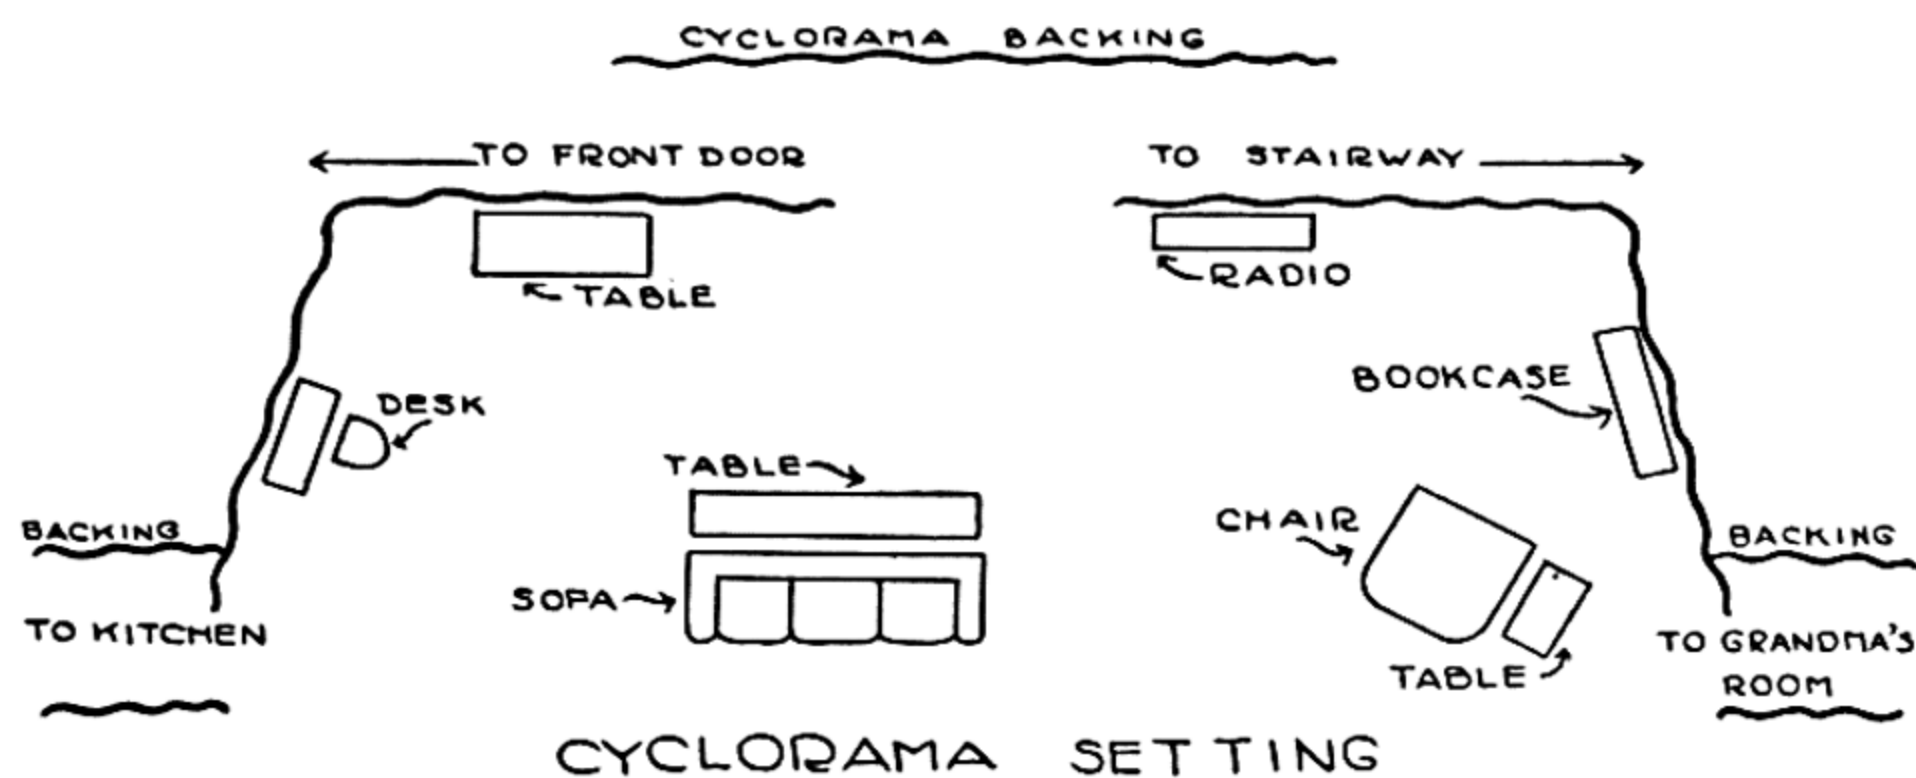 CYCLORAMA BACKING
TO FRONT DOOR
TO STAIRWAY
TABLE
RADIO
BOOKCASE
DESK
TABLE
CHAIR
BACKING
BACKING
SOFA
TO KITCHEN
TO GRANDMA'S
ROOM
TABLE
CYCLORAMA SETTING